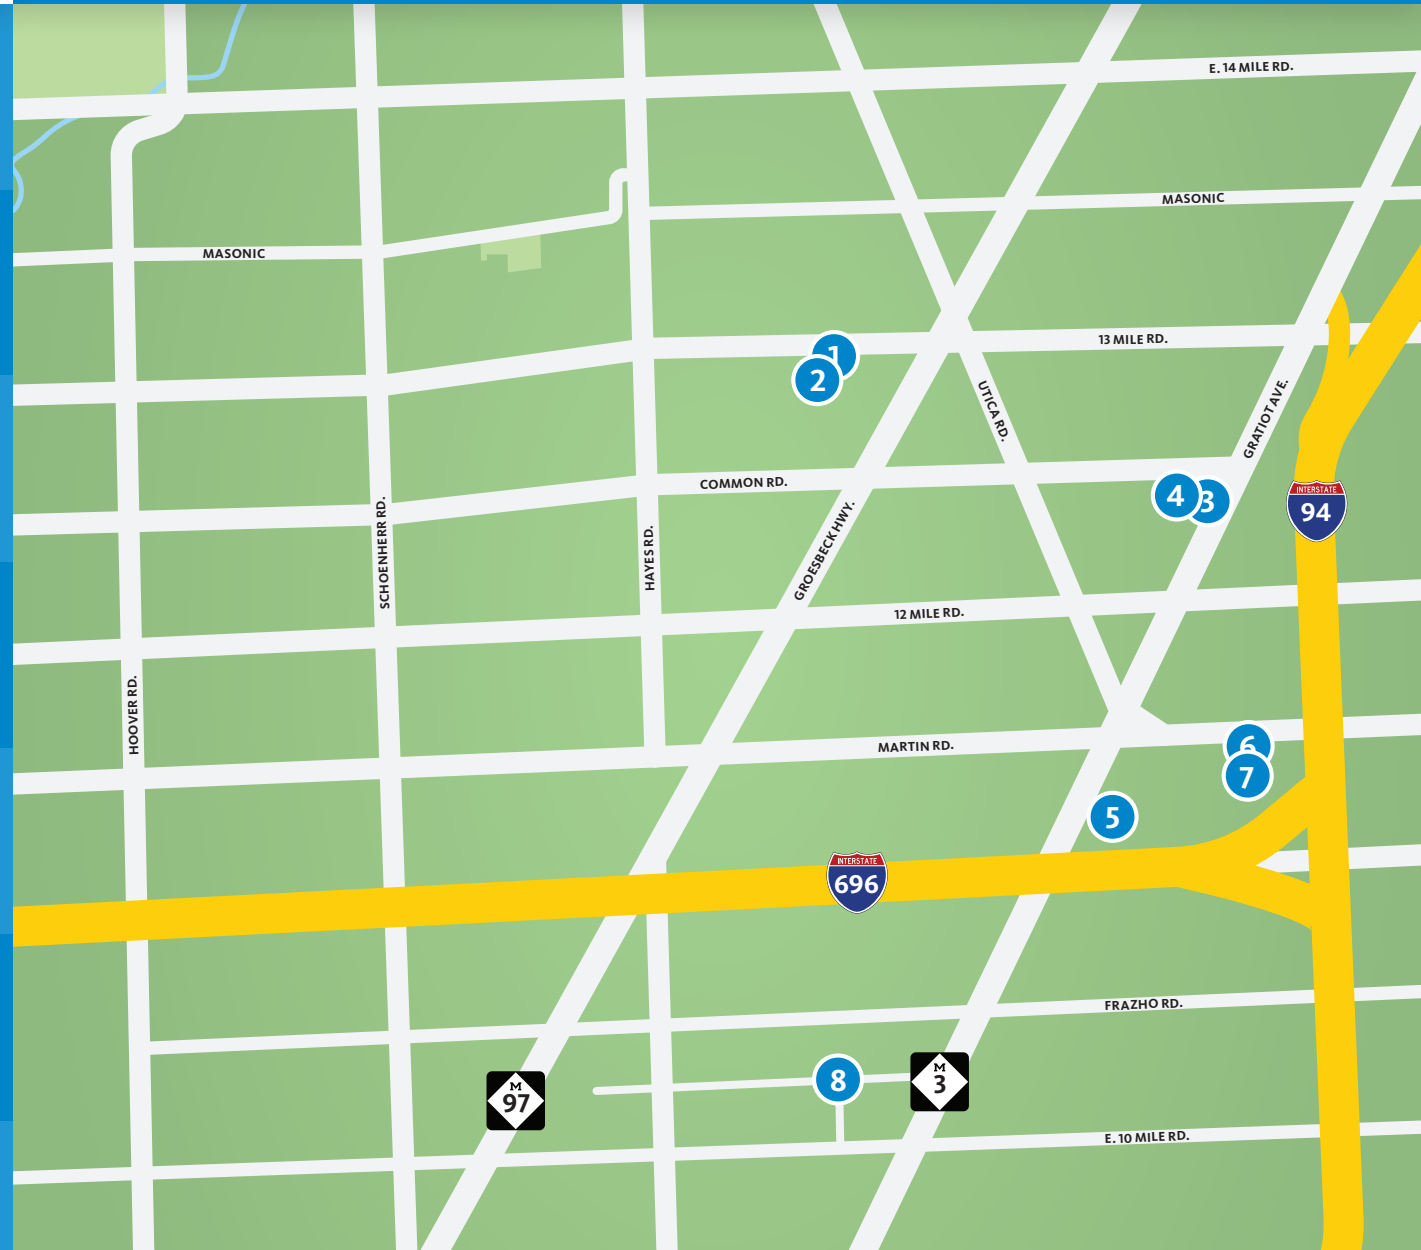 E. 14 MILE RD.
MASONIC
MASONIC
13 MILE RD.
1
2
UTICA RD.
GRATIOT AVE.
COMMON RD.
4
3
INTERSTATE
94
SCHOENHERR RD.
HAYES RD.
GROESBECK HWY.
12 MILE RD.
HOOVER RD.
MARTIN RD.
6
7
5
INTERSTATE
696
FRAZHO RD.
M
97
8
M
3
E. 10 MILE RD.